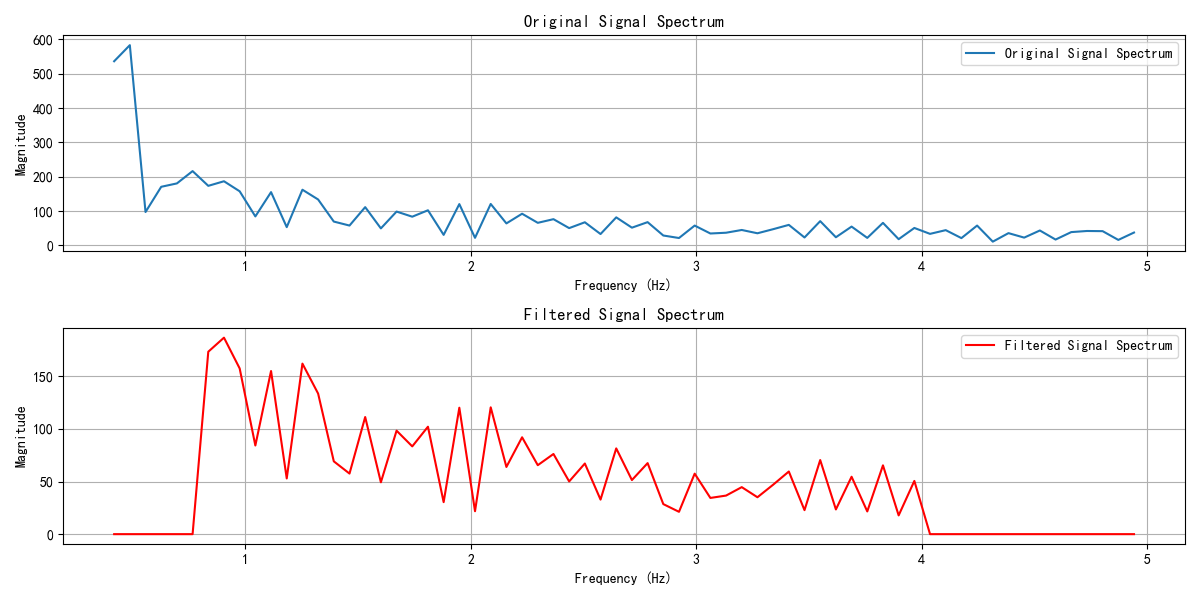 Original Signal Spectrum
600
500
400
300
200
100
0
Magnitude
Original Signal Spectrum
1
2
3
4
5
Frequency (Hz)
Filtered Signal Spectrum
150
100
50
0
Magnitude
Filtered Signal Spectrum
1
2
3
4
5
Frequency (Hz)